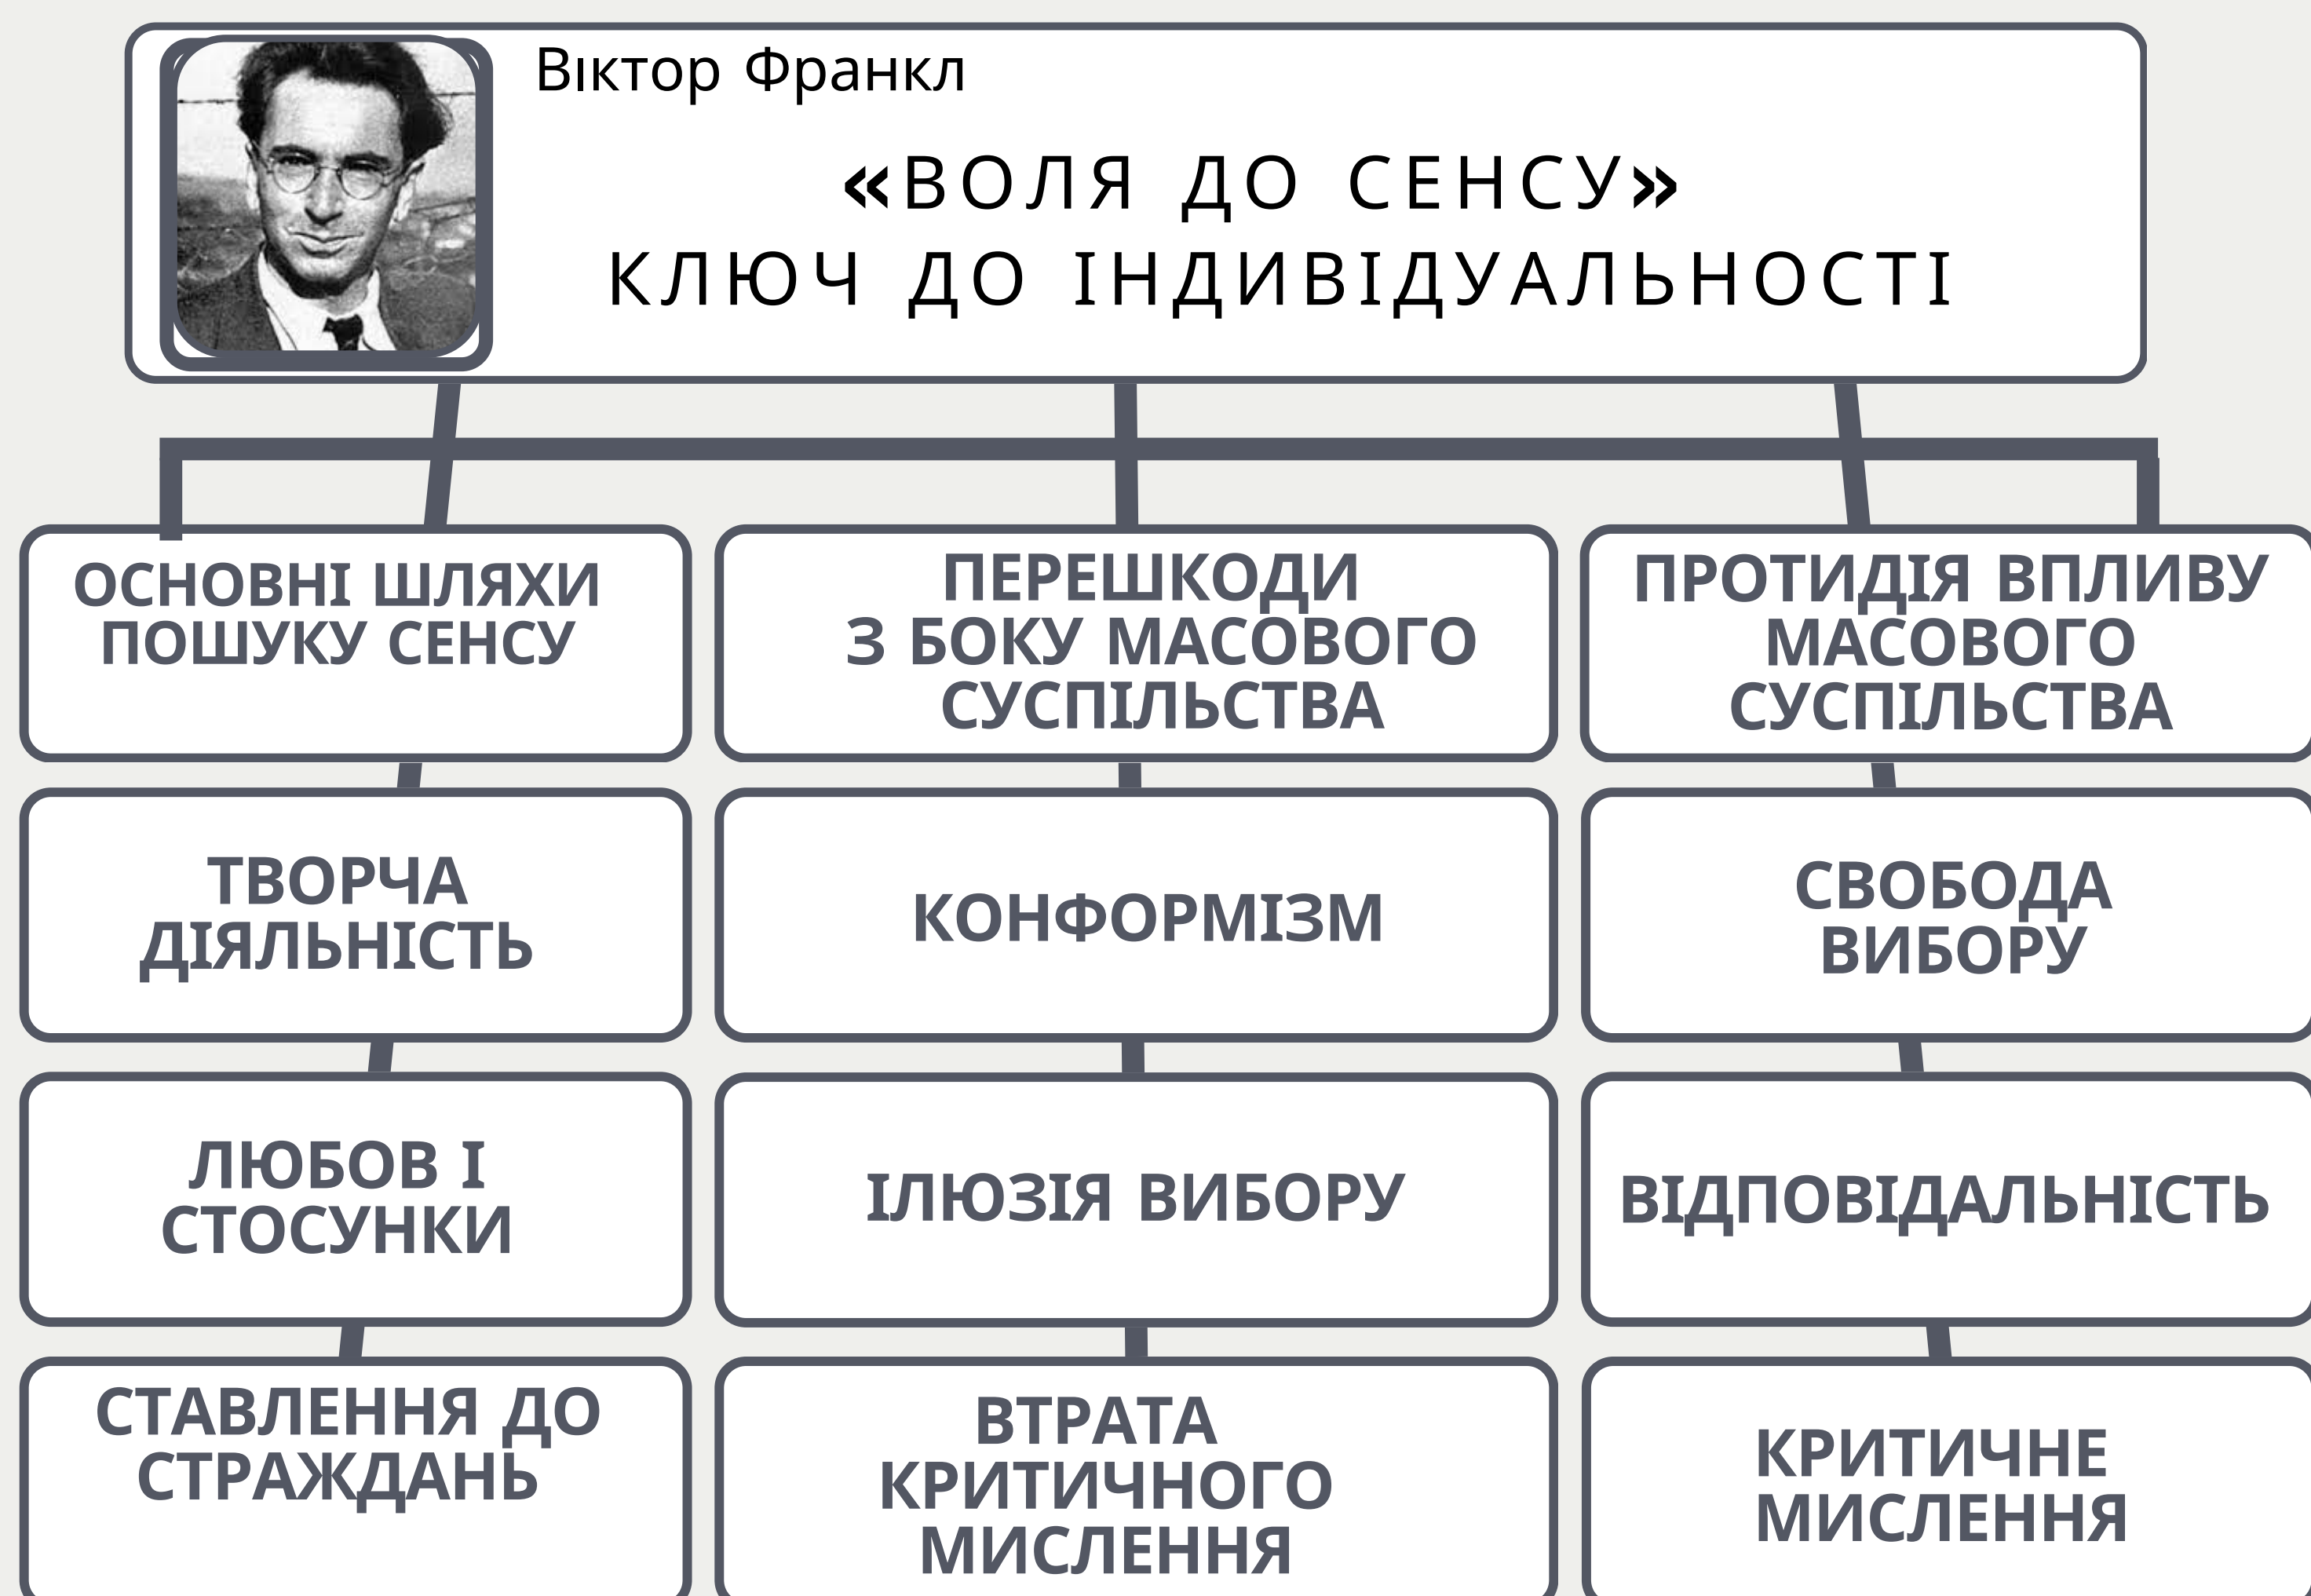 Віктор Франкл
«ВОЛЯ ДО СЕНСУ»
КЛЮЧ ДО ІНДИВІДУАЛЬНОСТІ
ОСНОВНІ ШЛЯХИ
ПОШУКУ СЕНСУ
ТВОРЧА
ДІЯЛЬНІСТЬ
ЛЮБОВ І
СТОСУНКИ
СТАВЛЕННЯ ДО
СТРАЖДАНЬ
ПЕРЕШКОДИ
З БОКУ МАСОВОГО
СУСПІЛЬСТВА
КОНФОРМІЗМ
ІЛЮЗІЯ ВИБОРУ
ВТРАТА
КРИТИЧНОГО
МИСЛЕННЯ
ПРОТИДІЯ ВПЛИВУ
МАСОВОГО
СУСПІЛЬСТВА
СВОБОДА
ВИБОРУ
ВІДПОВІДАЛЬНІСТЬ
КРИТИЧНЕ
МИСЛЕННЯ